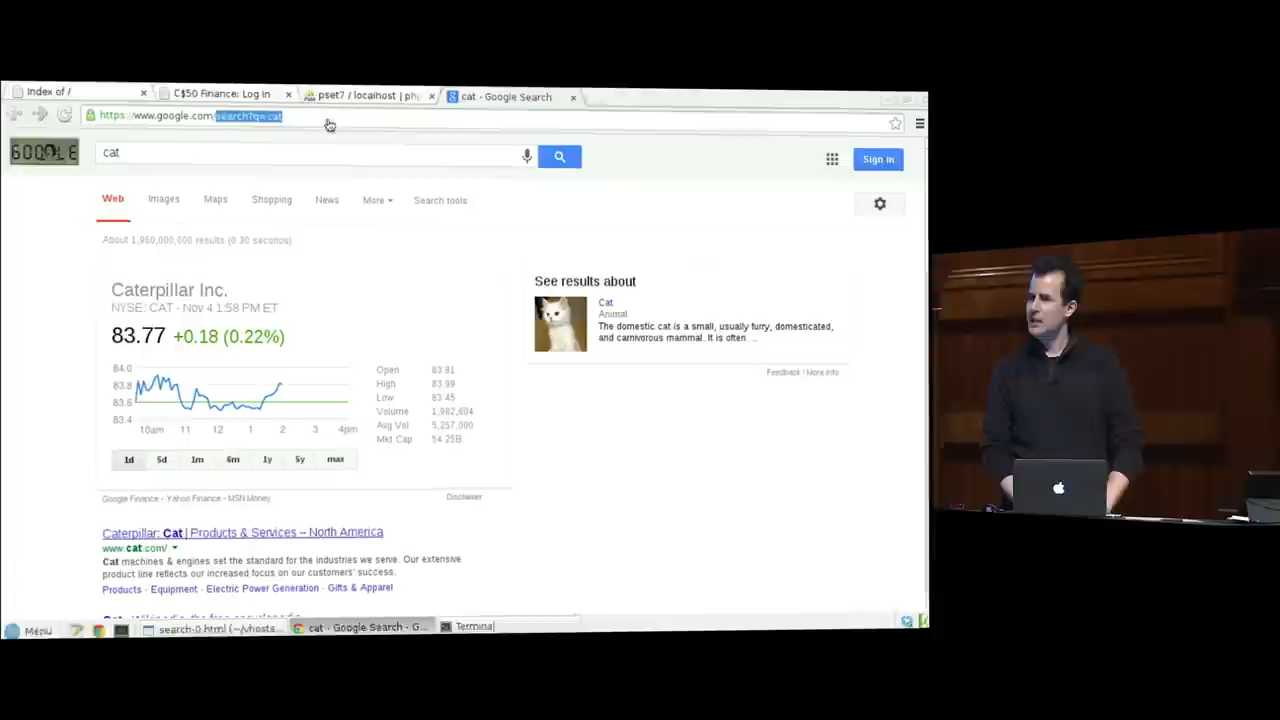 Index of /
C$50 Finance: Log In
pset7 / localhost | ph
cat - Google Search
https://www.google.com/search?q=cat
GOOGLE
cat
Sign in
Web Images Maps Shopping News More Search tools
About 1,960,000,000 results (0.30 seconds)
Caterpillar Inc.
NYSE: CAT - Nov 4 1:58 PM ET
83.77 +0.18 (0.22%)
84.0
83.8
83.6
83.4
10am 11 12 1 2 3 4pm
Open 83.81
High 83.99
Low 83.45
Volume 1,982,604
Avg Vol 5,257,000
Mkt Cap 54.25B
1d 5d 1m 6m 1y 5y max
Google Finance - Yahoo Finance - MSN Money
Disclaimer
See results about
Cat
Animal
The domestic cat is a small, usually furry, domesticated,
and carnivorous mammal. It is often ...
Feedback / More info
Caterpillar: Cat | Products & Services – North America
www.cat.com/
Cat machines & engines set the standard for the industries we serve. Our extensive
product line reflects our increased focus on our customers' success.
Products - Equipment - Electric Power Generation - Gifts & Apparel
Menu
search-0.html (~/vhosts...
cat - Google Search - G...
Terminal